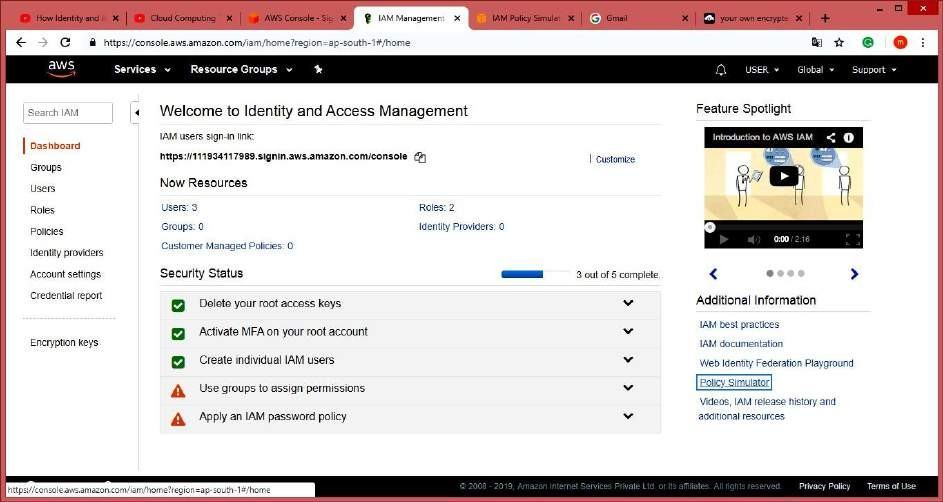 How Identity and A
Cloud Computing
AWS Console - Sig
IAM Management
IAM Policy Simulat
Gmail
your own encrypte
https://console.aws.amazon.com/iam/home?region=ap-south-1#/home
m
aws
Services
Resource Groups
USER
Global
Support
Search IAM
Dashboard
Groups
Users
Roles
Policies
Identity providers
Account settings
Credential report
Encryption keys
Welcome to Identity and Access Management
IAM users sign-in link:
https://111934117989.signin.aws.amazon.com/console
Customize
Now Resources
Users: 3
Roles: 2
Groups: 0
Identity Providers: 0
Customer Managed Policies: 0
Security Status
3 out of 5 complete.
Delete your root access keys
Activate MFA on your root account
Create individual IAM users
Use groups to assign permissions
Apply an IAM password policy
Feature Spotlight
Introduction to AWS IAM
0:00 / 2:16
Additional Information
IAM best practices
IAM documentation
Web Identity Federation Playground
Policy Simulator
Videos, IAM release history and
additional resources
https://console.aws.amazon.com/iam/home?region=ap-south-1#/home
© 2008 - 2019, Amazon Internet Services Private Ltd. or its affiliates. All rights reserved.
Privacy Policy
Terms of Use